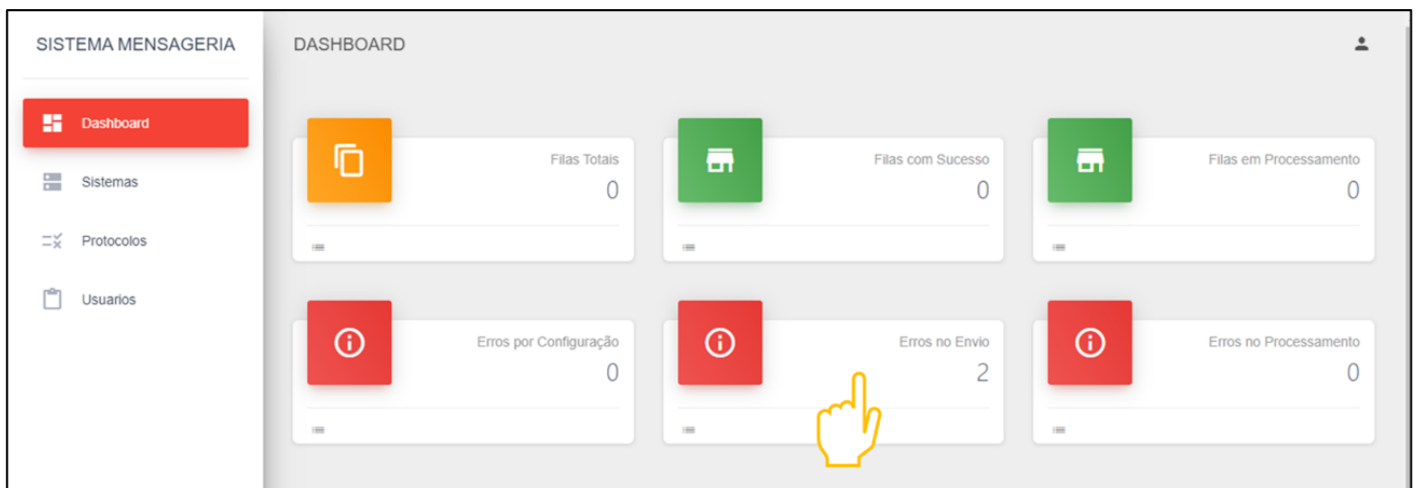 SISTEMA MENSAGERIA
DASHBOARD
Dashboard
Sistemas
Protocolos
Usuarios
Filas Totais
0
Filas com Sucesso
0
Filas em Processamento
0
Erros por Configuração
0
Erros no Envio
2
Erros no Processamento
0